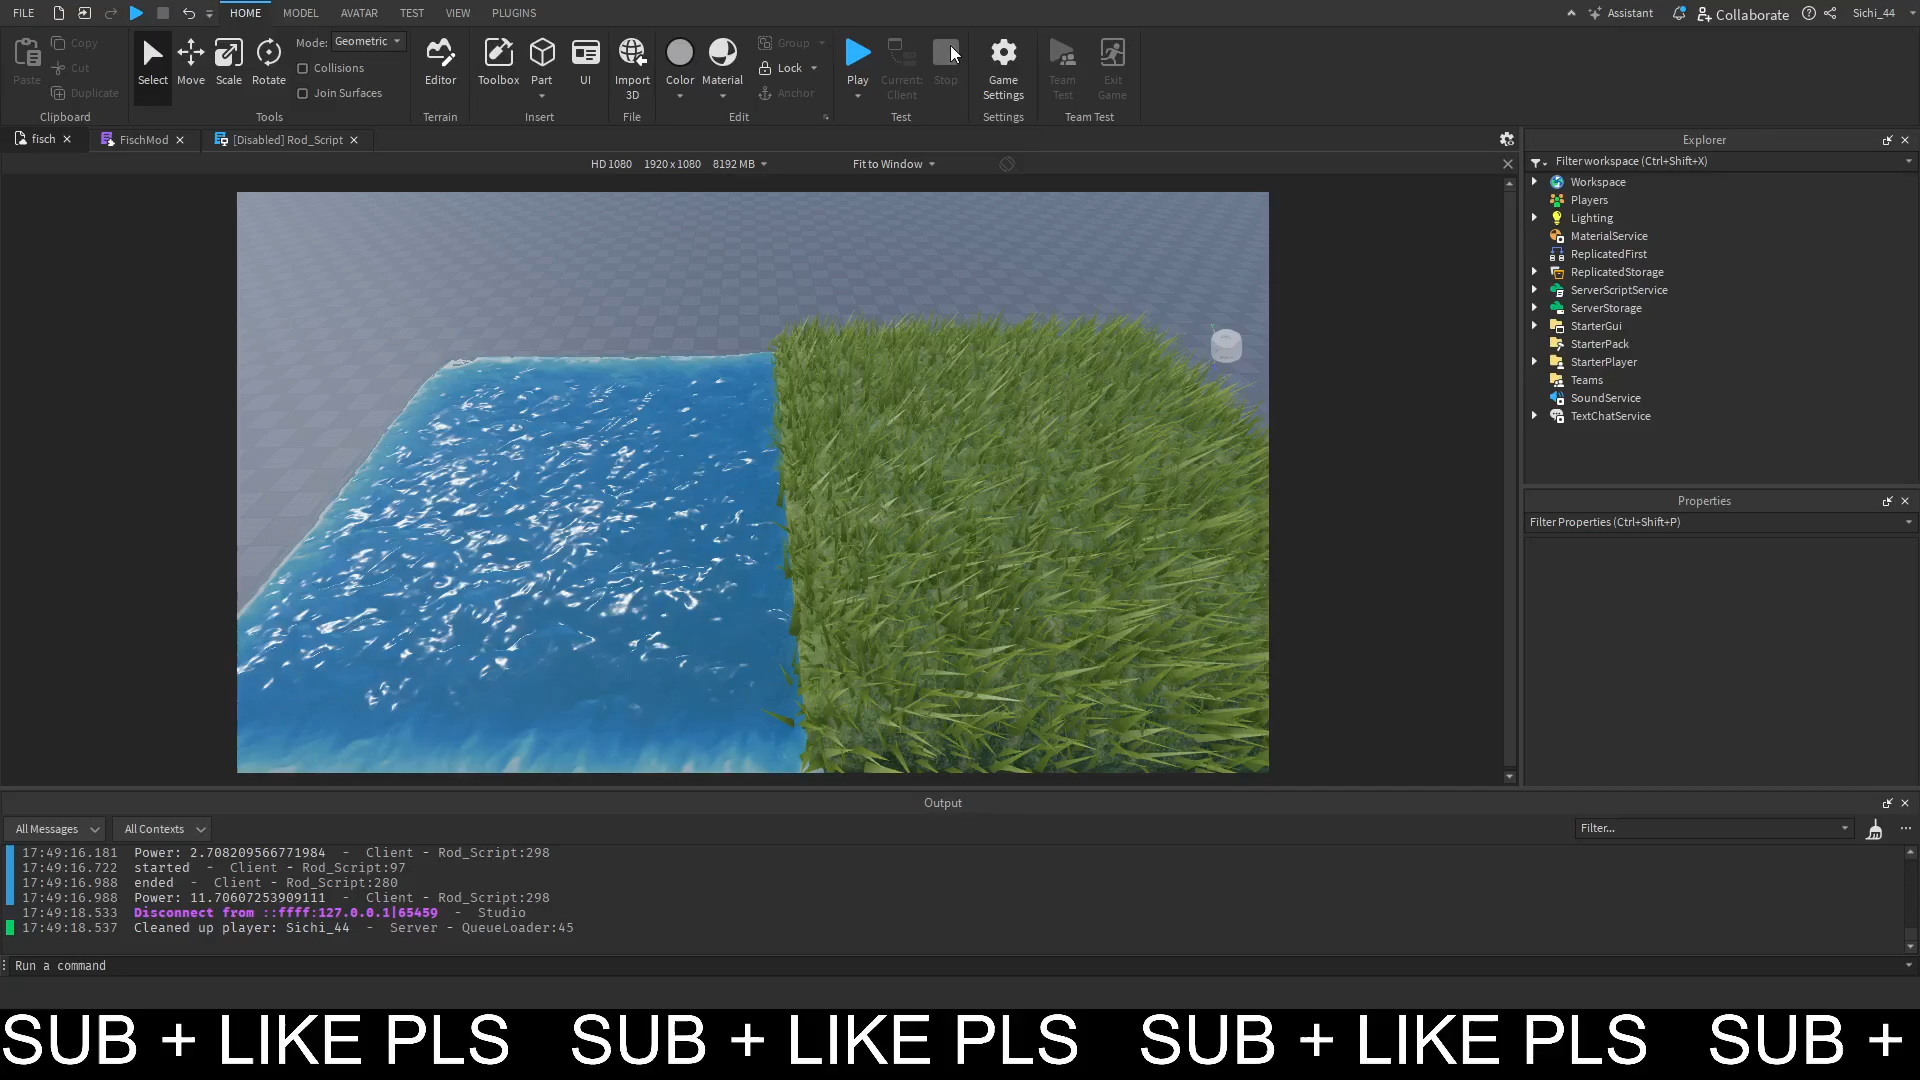 FILE HOME MODEL AVATAR TEST VIEW PLUGINS Assistant Collaborate Sichi_44
Paste Copy Cut Duplicate
Clipboard
Select Move Scale Rotate
Mode: Geometric
Collisions
Join Surfaces
Tools
Editor
Terrain
Toolbox Part UI
Insert
Import 3D
File
Color Material Group Lock Anchor
Edit
Play Current: Client Stop
Test
Game Settings
Settings
Team Test Exit Game
Team Test
fisch FischMod [Disabled] Rod_Script
HD 1080 1920 x 1080 8192 MB Fit to Window
Explorer
Filter workspace (Ctrl+Shift+X)
Workspace
Players
Lighting
MaterialService
ReplicatedFirst
ReplicatedStorage
ServerScriptService
ServerStorage
StarterGui
StarterPack
StarterPlayer
Teams
SoundService
TextChatService
Properties
Filter Properties (Ctrl+Shift+P)
Output
All Messages All Contexts Filter...
17:49:16.181 Power: 2.708209566771984 - Client - Rod_Script:298
17:49:16.722 started - Client - Rod_Script:97
17:49:16.988 ended - Client - Rod_Script:280
17:49:16.988 Power: 11.70607253909111 - Client - Rod_Script:298
17:49:18.533 Disconnect from ::ffff:127.0.0.1|65459 - Studio
17:49:18.537 Cleaned up player: Sichi_44 - Server - QueueLoader:45
Run a command
SUB + LIKE PLS SUB + LIKE PLS SUB + LIKE PLS SUB +